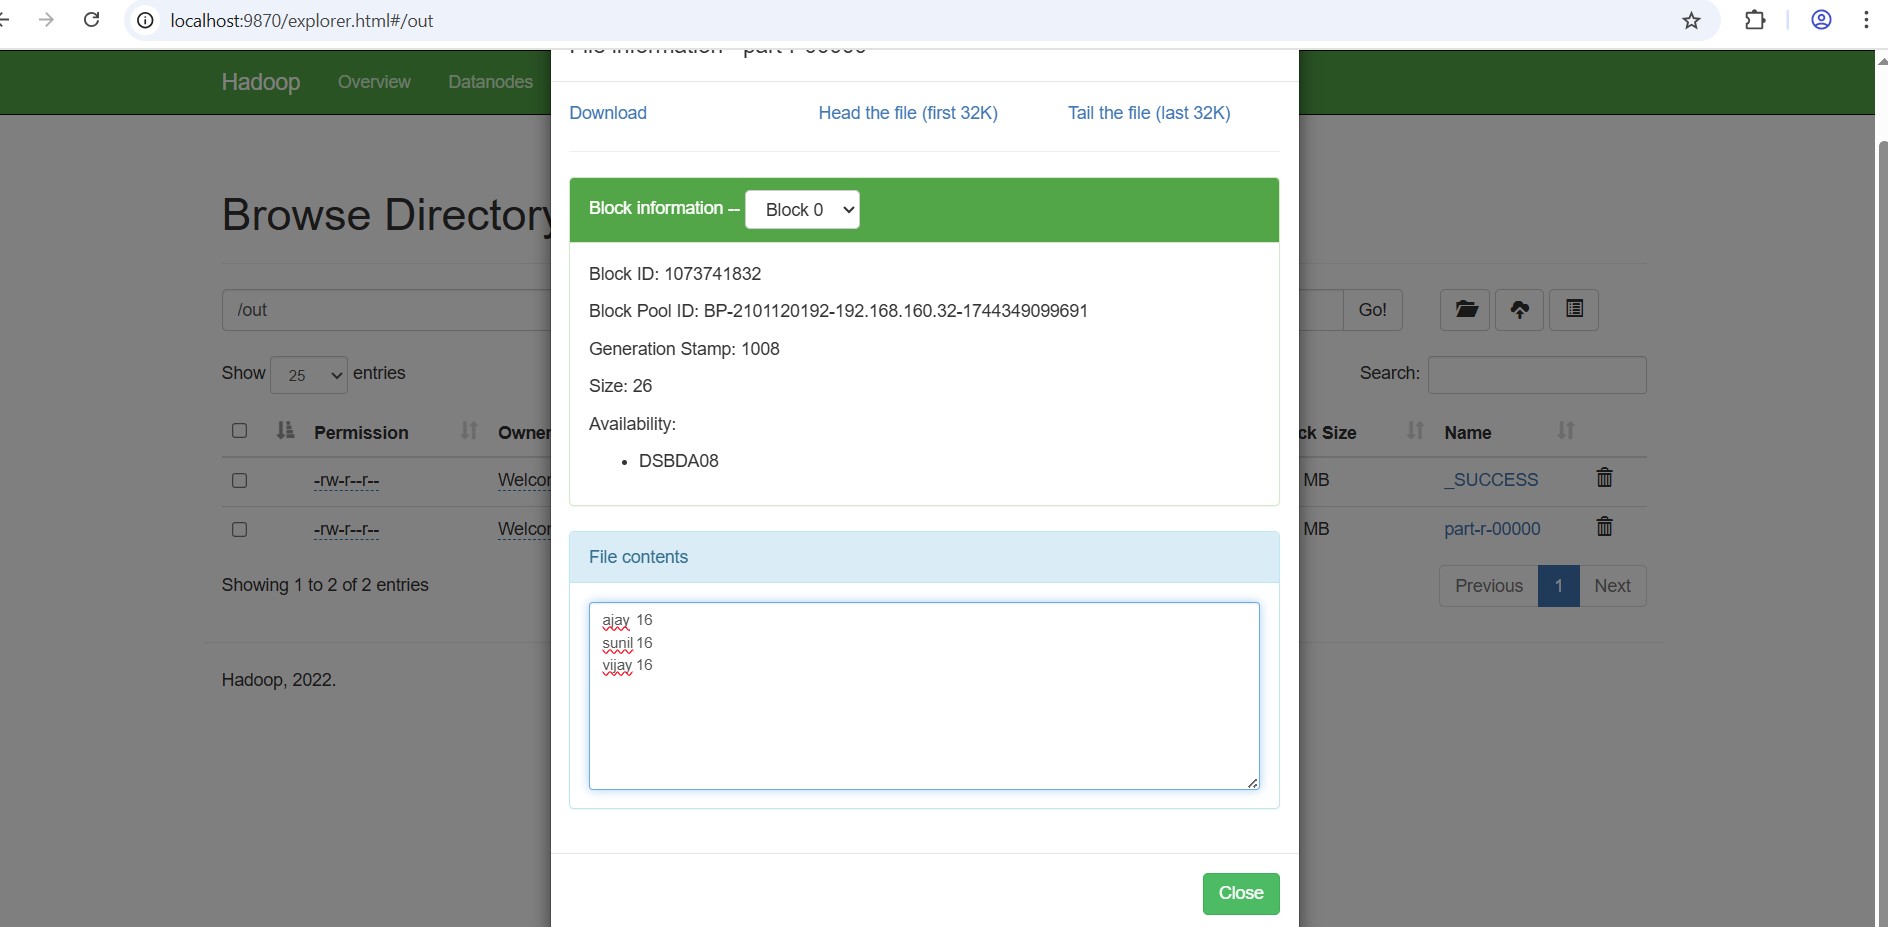 localhost:9870/explorer.html#/out
File information - part-r-00000
Hadoop Overview Datanodes
Download Head the file (first 32K) Tail the file (last 32K)
Block information -- Block 0
Browse Directory
Block ID: 1073741832
Block Pool ID: BP-2101120192-192.168.160.32-1744349099691
/out Go!
Generation Stamp: 1008
Show 25 entries Search:
Size: 26
Availability:
Permission Owner ck Size Name
DSBDA08
-rw-r--r-- Welcor MB _SUCCESS
-rw-r--r-- Welcor MB part-r-00000
File contents
Showing 1 to 2 of 2 entries Previous 1 Next
ajay 16
sunil 16
vijay 16
Hadoop, 2022.
Close